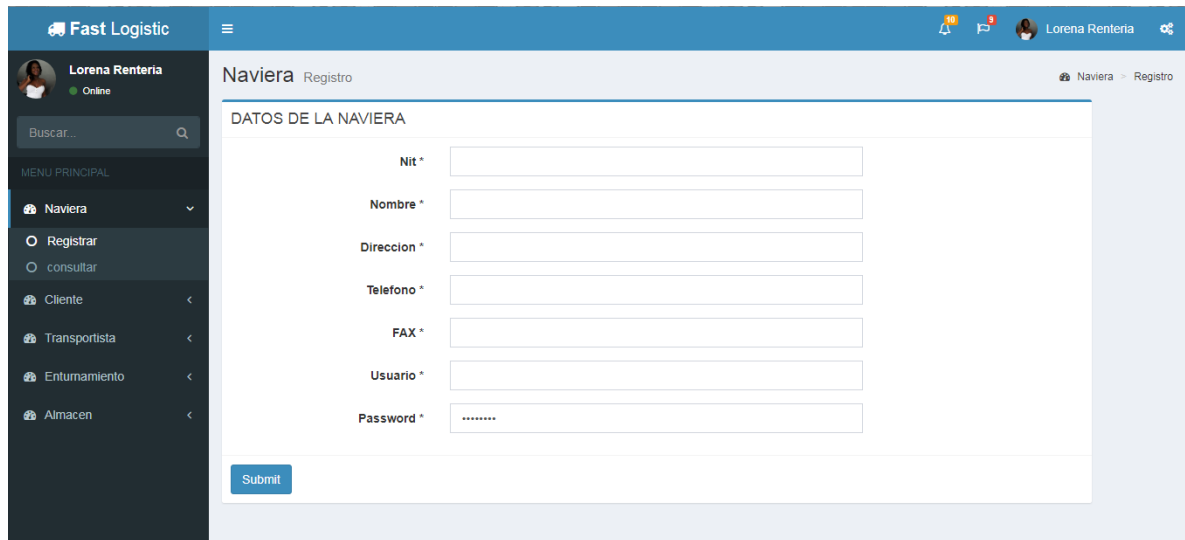 Fast Logistic
10
9
Lorena Renteria
Lorena Renteria
Online
Naviera Registro
Naviera > Registro
Buscar...
DATOS DE LA NAVIERA
MENU PRINCIPAL
Nit *
Naviera
Nombre *
Registrar
Direccion *
consultar
Telefono *
Cliente
FAX *
Transportista
Enturnamiento
Usuario *
Almacen
Password *
••••••••
Submit